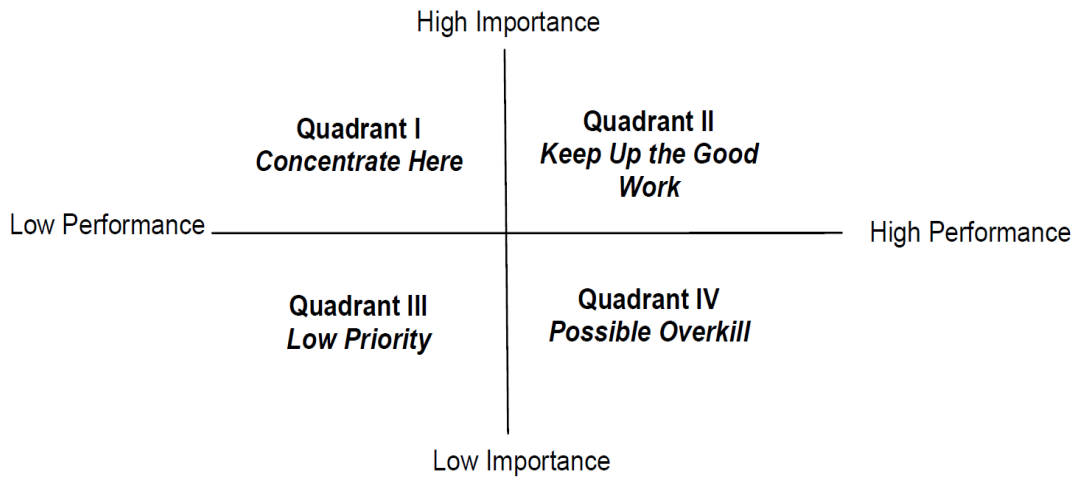 High Importance
Quadrant I
Concentrate Here
Quadrant II
Keep Up the Good
Work
Low Performance
High Performance
Quadrant III
Low Priority
Quadrant IV
Possible Overkill
Low Importance